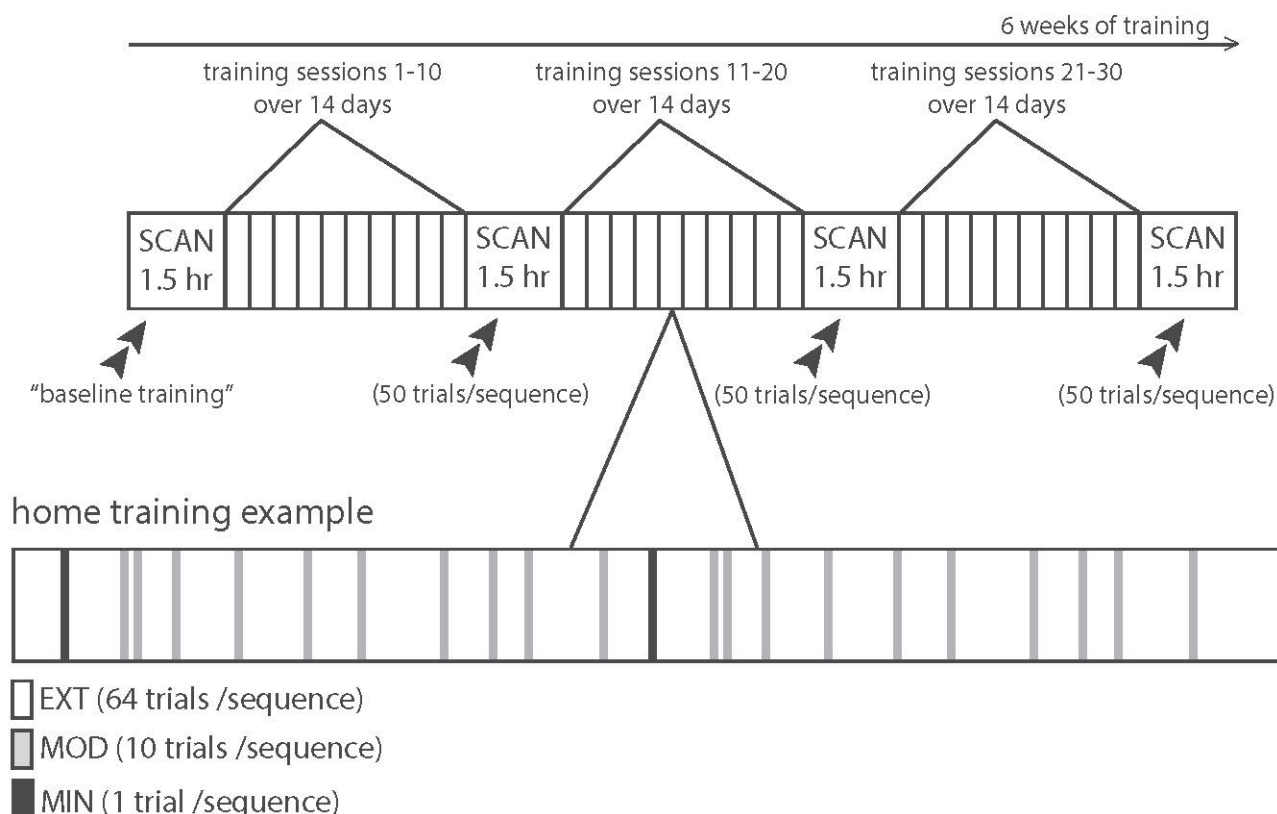 6 weeks of training
training sessions 1-10
over 14 days
training sessions 11-20
over 14 days
training sessions 21-30
over 14 days
SCAN
1.5 hr
SCAN
1.5 hr
SCAN
1.5 hr
SCAN
1.5 hr
“baseline training”
(50 trials/sequence)
(50 trials/sequence)
(50 trials/sequence)
home training example
EXT (64 trials /sequence)
MOD (10 trials /sequence)
MIN (1 trial /sequence)